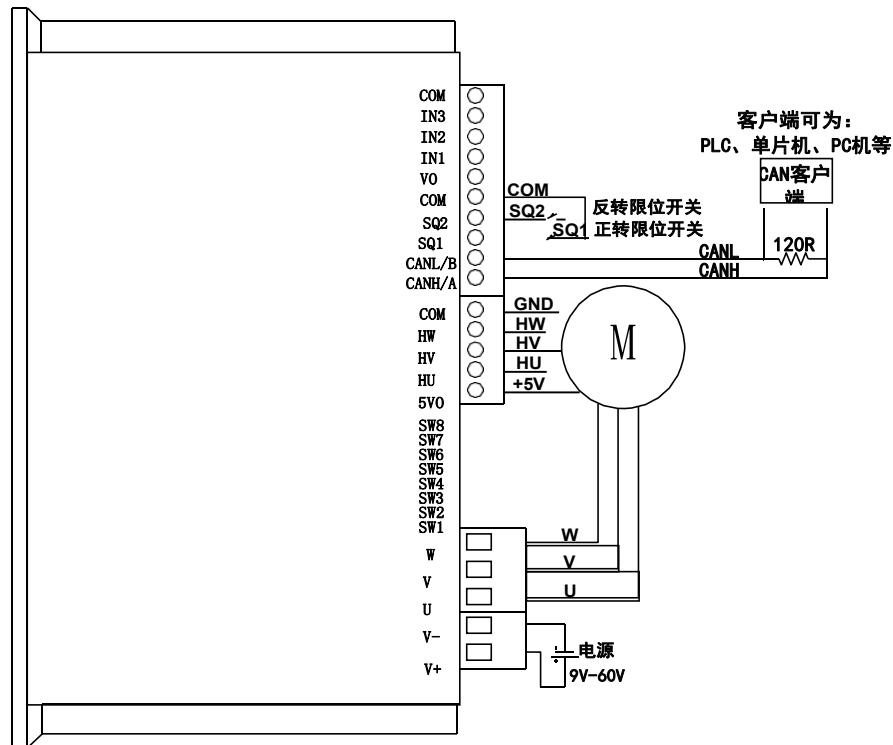 COM
IN3
IN2
IN1
VO
COM
SQ2
SQ1
CANL/B
CANH/A
COM
HW
HV
HU
5VO
SW8
SW7
SW6
SW5
SW4
SW3
SW2
SW1
W
V
U
V-
V+
COM
SQ2
反转限位开关
SQ1 正转限位开关
客户端可为：
PLC、单片机、PC机等
CAN客户
端
CANL
120R
CANH
GND
HW
HV
HU
+5V
M
W
V
U
电源
9V-60V